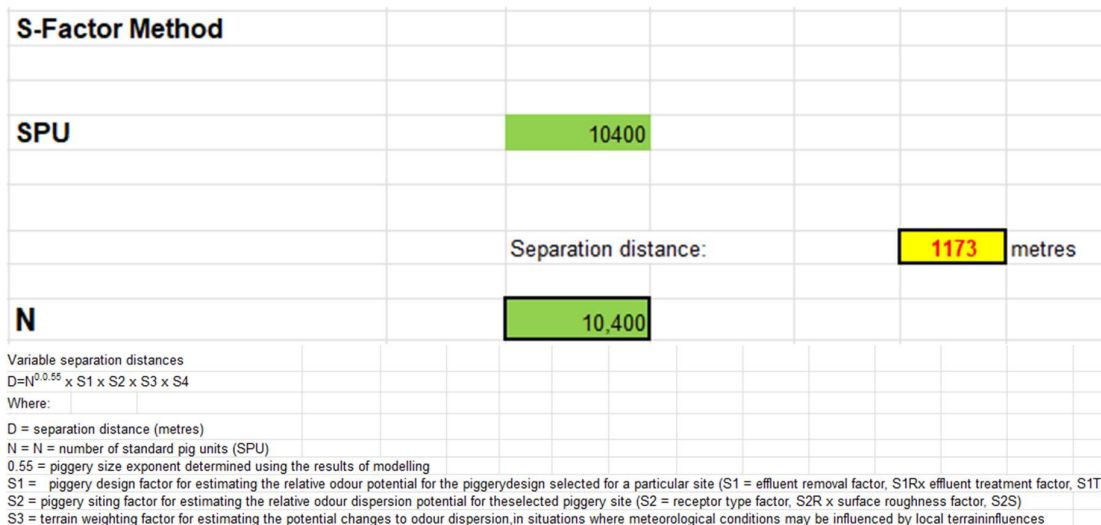 S-Factor Method
SPU 10400
Separation distance: 1173 metres
N 10,400
Variable separation distances
D=N0.0.55 x S1 x S2 x S3 x S4
Where:
D = separation distance (metres)
N = N = number of standard pig units (SPU)
0.55 = piggery size exponent determined using the results of modelling
S1 = piggery design factor for estimating the relative odour potential for the piggerydesign selected for a particular site (S1 = effluent removal factor, S1Rx effluent treatment factor, S1T
S2 = piggery siting factor for estimating the relative odour dispersion potential for theselected piggery site (S2 = receptor type factor, S2R x surface roughness factor, S2S)
S3 = terrain weighting factor for estimating the potential changes to odour dispersion,in situations where meteorological conditions may be influenced by local terraininfluences